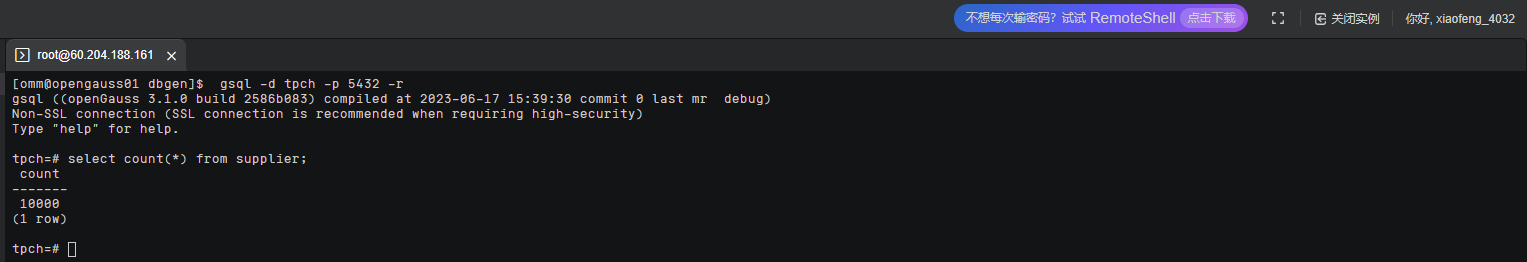 不想每次输密码？试试 RemoteShell 点击下载
关闭实例
你好, xiaofeng_4032
root@60.204.188.161
[omm@opengauss01 dbgen]$  gsql -d tpch -p 5432 -r
gsql ((openGauss 3.1.0 build 2586b083) compiled at 2023-06-17 15:39:30 commit 0 last mr  debug)
Non-SSL connection (SSL connection is recommended when requiring high-security)
Type "help" for help.
tpch=# select count(*) from supplier;
count
-------
10000
(1 row)
tpch=#